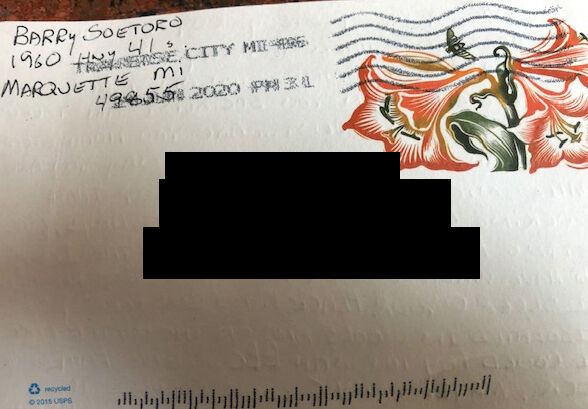 BARRY SOETORO
1960 HWY 41 S
TRAVERSE CITY MI 496
MARQUETTE MI
49855
2020 PM 3 L
recycled
© 2015 USPS